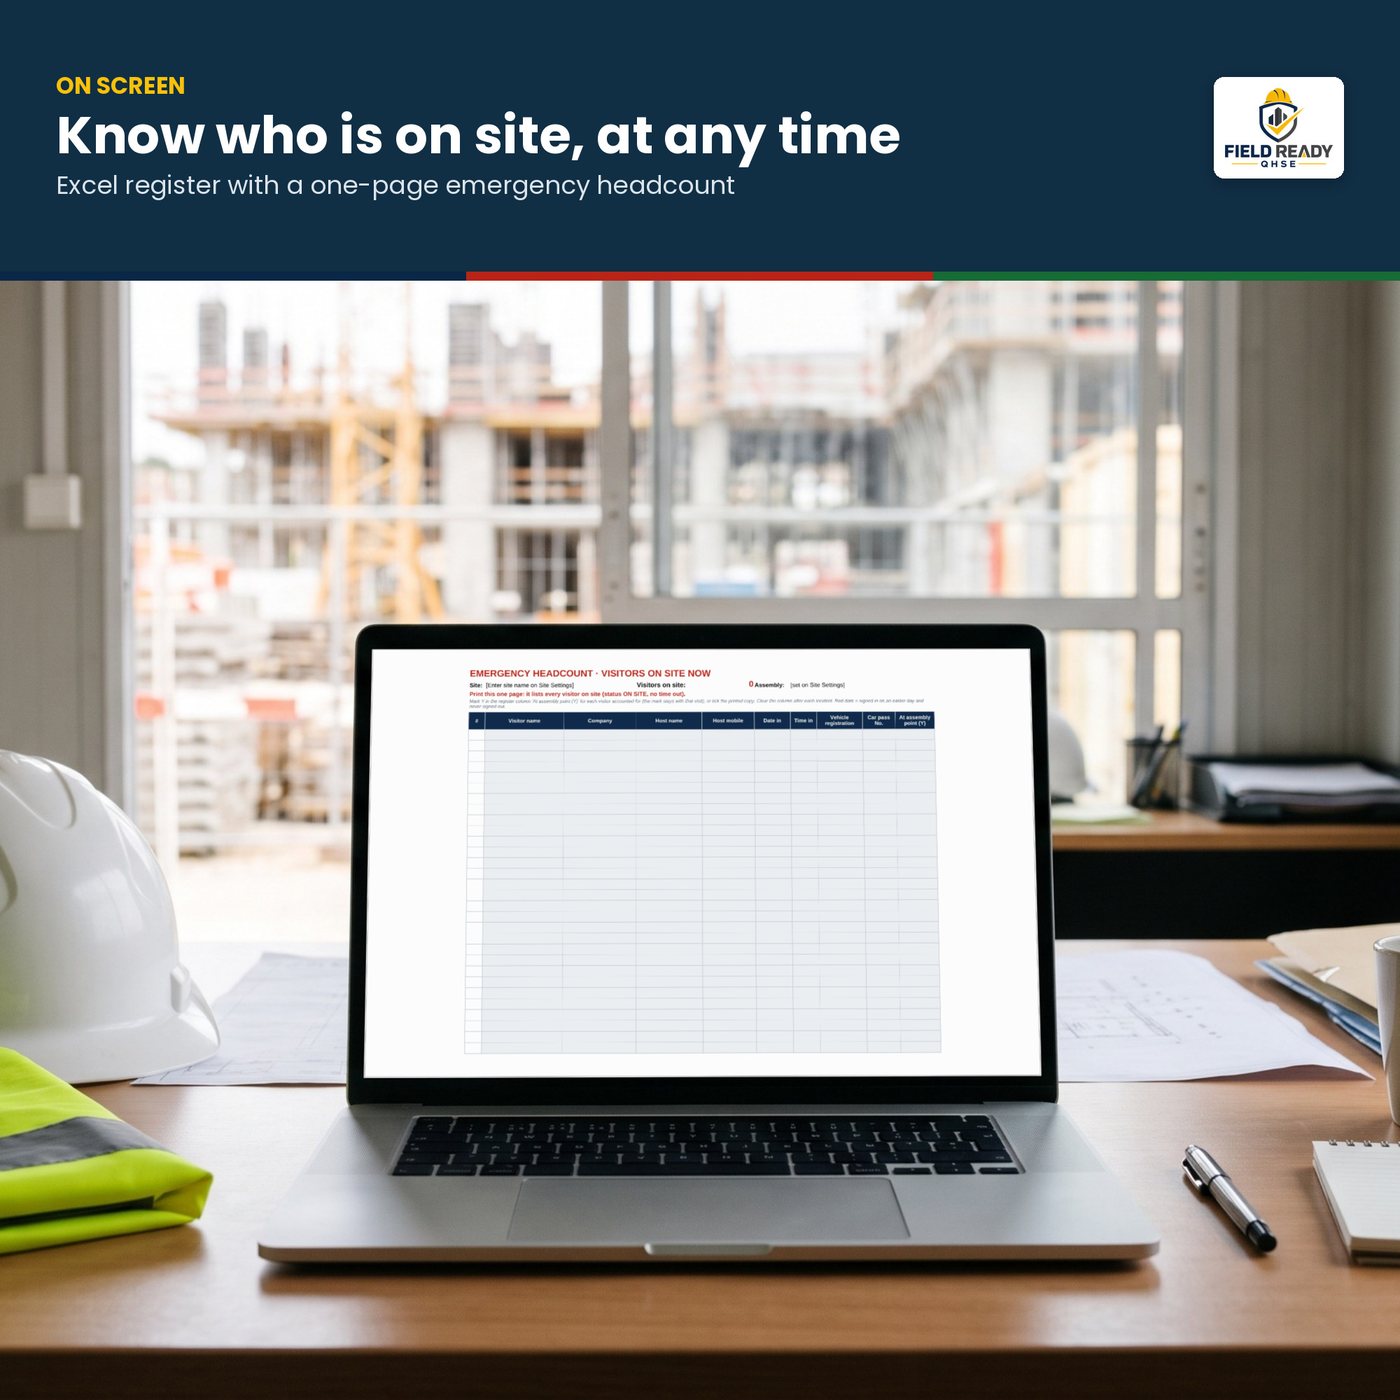 ON SCREEN
Know who is on site, at any time
Excel register with a one-page emergency headcount
FIELD READY
QHSE
EMERGENCY HEADCOUNT · VISITORS ON SITE NOW
Site: [Enter site name on Site Settings] Visitors on site: 0 Assembly: [set on Site Settings]
Print this one page: it lists every visitor on site (status ON SITE, no time out).
# Visitor name Company Host name Host mobile Date in Time in Vehicle registration Car pass No. At assembly point (Y)